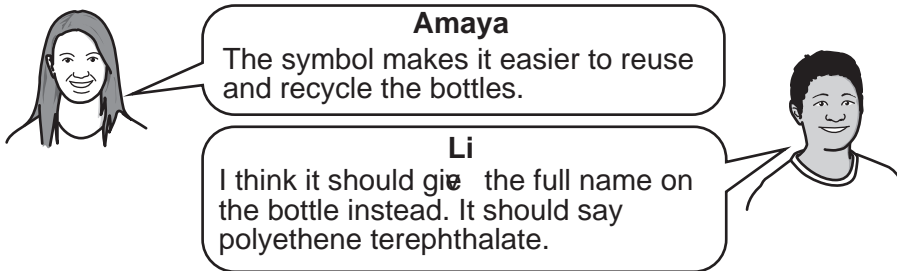 Amaya
The symbol makes it easier to reuse
and recycle the bottles.
Li
I think it should give the full name on
the bottle instead. It should say
polyethene terephthalate.